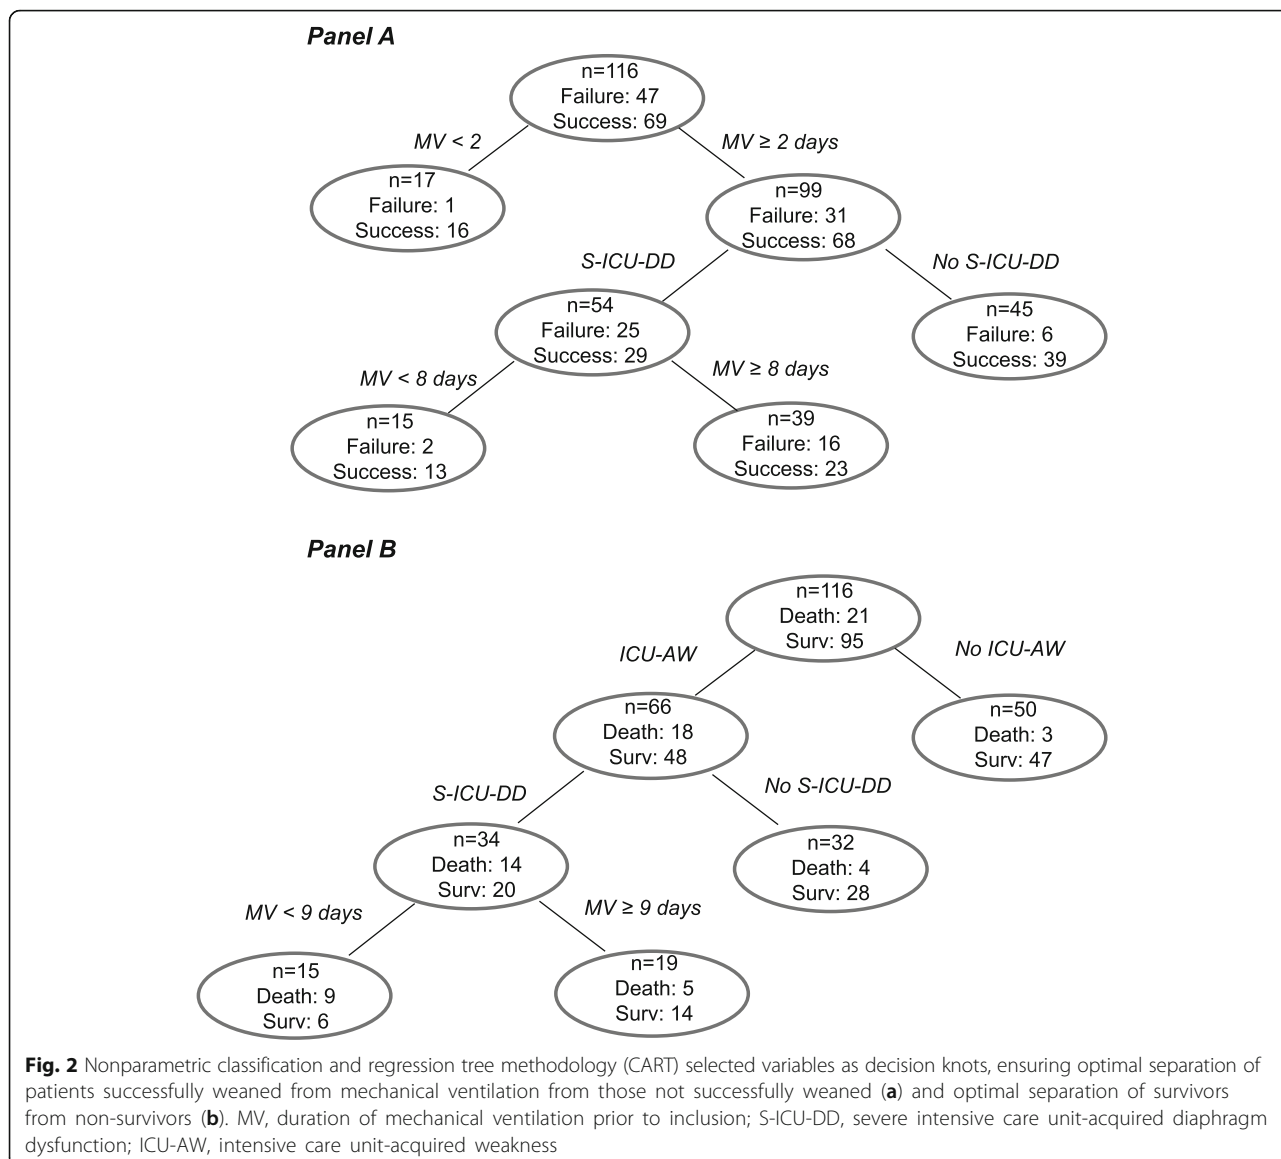 Panel A
n=116
Failure: 47
Success: 69
MV < 2
MV ≥ 2 days
n=17
Failure: 1
Success: 16
n=99
Failure: 31
Success: 68
S-ICU-DD
No S-ICU-DD
n=54
Failure: 25
Success: 29
n=45
Failure: 6
Success: 39
MV < 8 days
MV ≥ 8 days
n=15
Failure: 2
Success: 13
n=39
Failure: 16
Success: 23
Panel B
n=116
Death: 21
Surv: 95
ICU-AW
No ICU-AW
n=66
Death: 18
Surv: 48
n=50
Death: 3
Surv: 47
S-ICU-DD
No S-ICU-DD
n=34
Death: 14
Surv: 20
n=32
Death: 4
Surv: 28
MV < 9 days
MV ≥ 9 days
n=15
Death: 9
Surv: 6
n=19
Death: 5
Surv: 14
Fig. 2 Nonparametric classification and regression tree methodology (CART) selected variables as decision knots, ensuring optimal separation of
patients successfully weaned from mechanical ventilation from those not successfully weaned (a) and optimal separation of survivors
from non-survivors (b). MV, duration of mechanical ventilation prior to inclusion; S-ICU-DD, severe intensive care unit-acquired diaphragm
dysfunction; ICU-AW, intensive care unit-acquired weakness